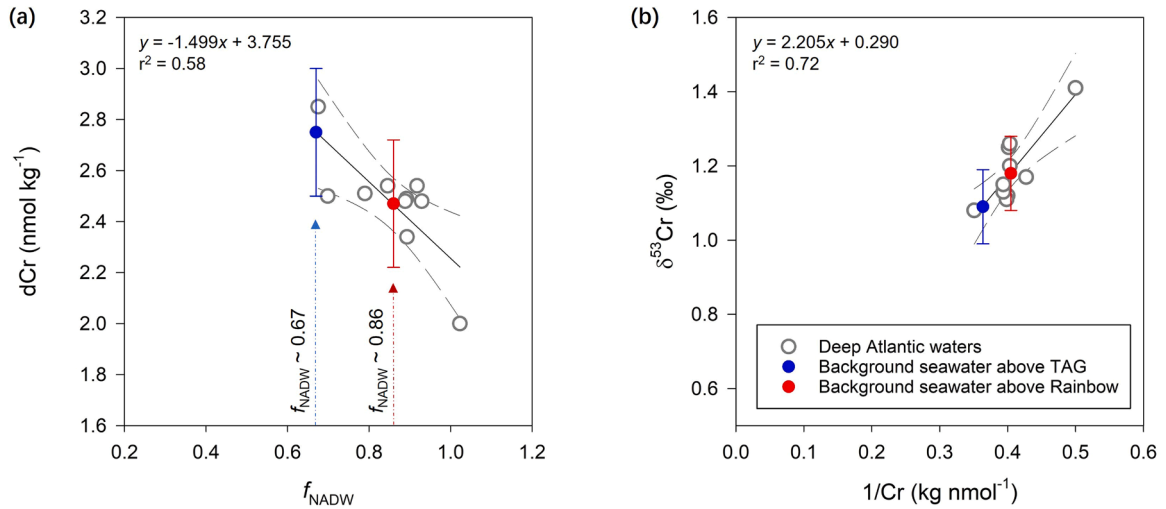 (a)
y = -1.499x + 3.755
r² = 0.58
3.2
3.0
2.8
2.6
2.4
2.2
2.0
1.8
1.6
dCr (nmol kg⁻¹)
f_NADW ~ 0.67
f_NADW ~ 0.86
0.2 0.4 0.6 0.8 1.0 1.2
f_NADW
(b)
y = 2.205x + 0.290
r² = 0.72
1.6
1.4
1.2
1.0
0.8
0.6
δ⁵³Cr (‰)
Deep Atlantic waters
Background seawater above TAG
Background seawater above Rainbow
0.0 0.1 0.2 0.3 0.4 0.5 0.6
1/Cr (kg nmol⁻¹)